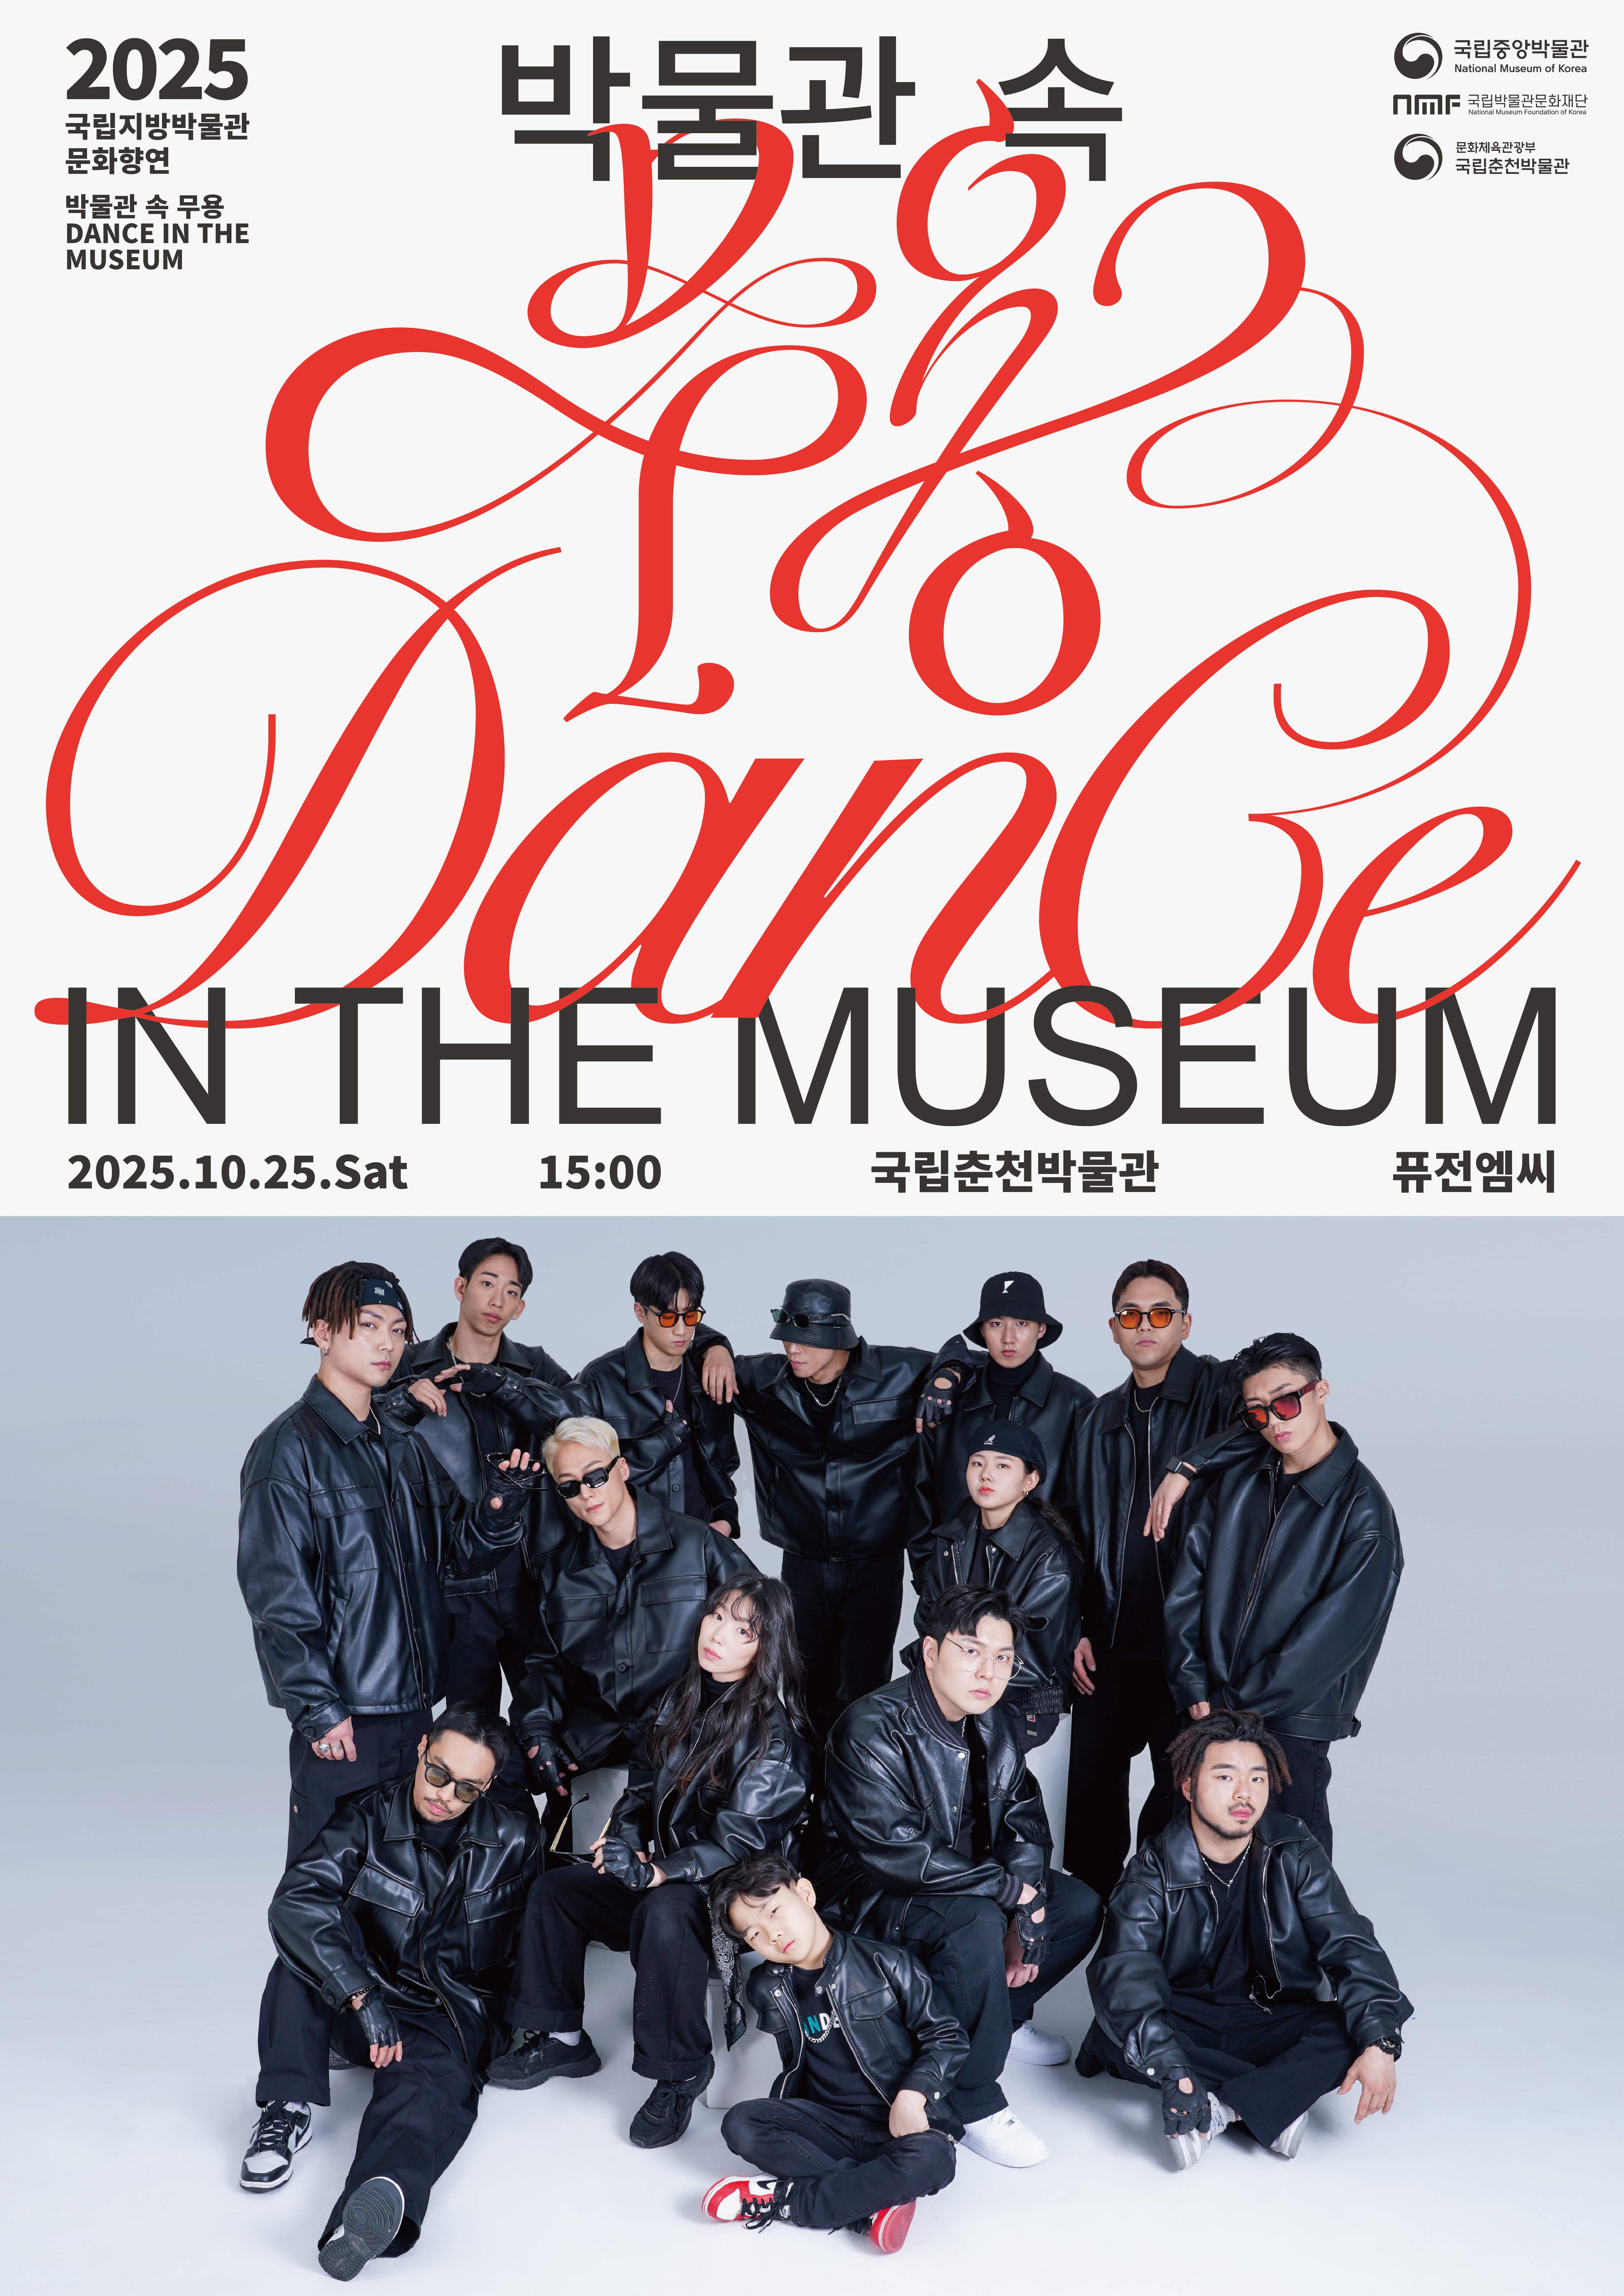 2025
국립지방박물관
문화향연
박물관 속 무용
DANCE IN THE
MUSEUM
박물관 속
국립중앙박물관
National Museum of Korea
nmf 국립박물관문화재단
National Museum Foundation of Korea
문화체육관광부
국립춘천박물관
무용
Dance
IN THE MUSEUM
2025.10.25.Sat 15:00 국립춘천박물관 퓨전엠씨